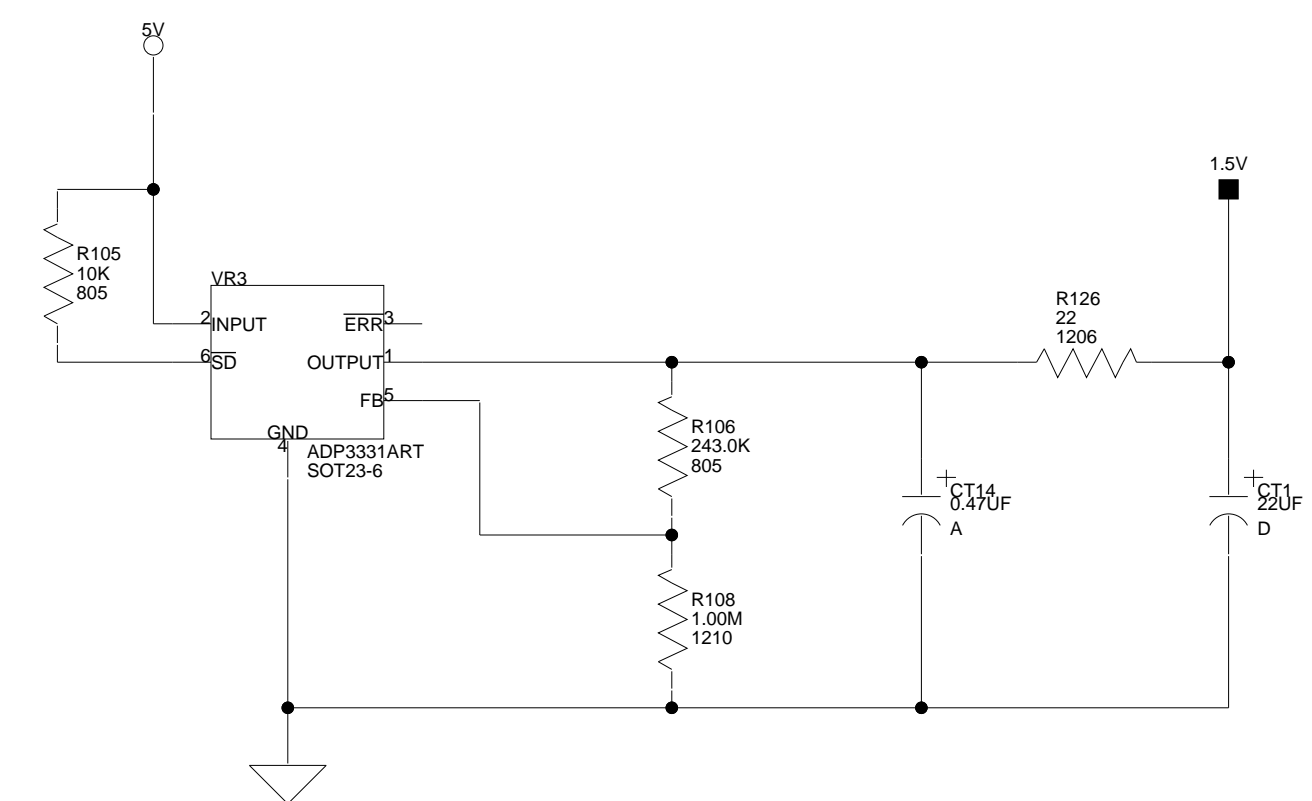 5V
1.5V
R105
10K
805
VR3
2
INPUT
ERR
3
6
SD
OUTPUT
1
FB
5
GND
4
ADP3331ART
SOT23-6
R126
22
1206
R106
243.0K
805
R108
1.00M
1210
+
CT14
0.47UF
A
+
CT1
22UF
D